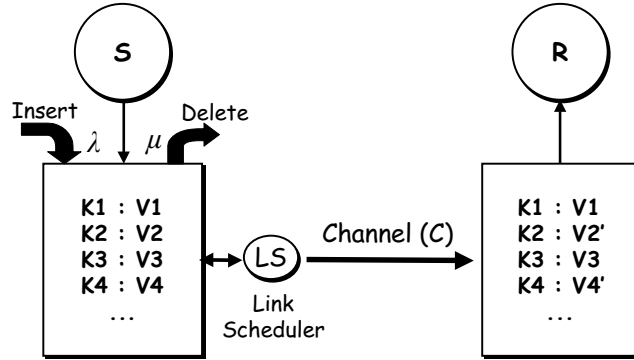 S
R
Insert
λ
μ
Delete
K1 : V1
K2 : V2
K3 : V3
K4 : V4
...
LS
Link
Scheduler
Channel (C)
K1 : V1
K2 : V2'
K3 : V3
K4 : V4'
...